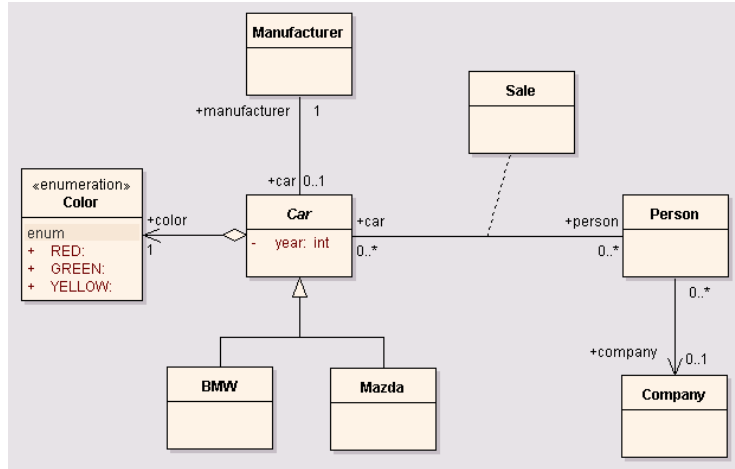 Manufacturer
+manufacturer 1
Sale
+car 0..1
«enumeration»
Color
enum
+ RED:
+ GREEN:
+ YELLOW:
+color
1
Car
- year: int
+car
0..*
+person
0..*
Person
0..*
+company 0..1
BMW
Mazda
Company